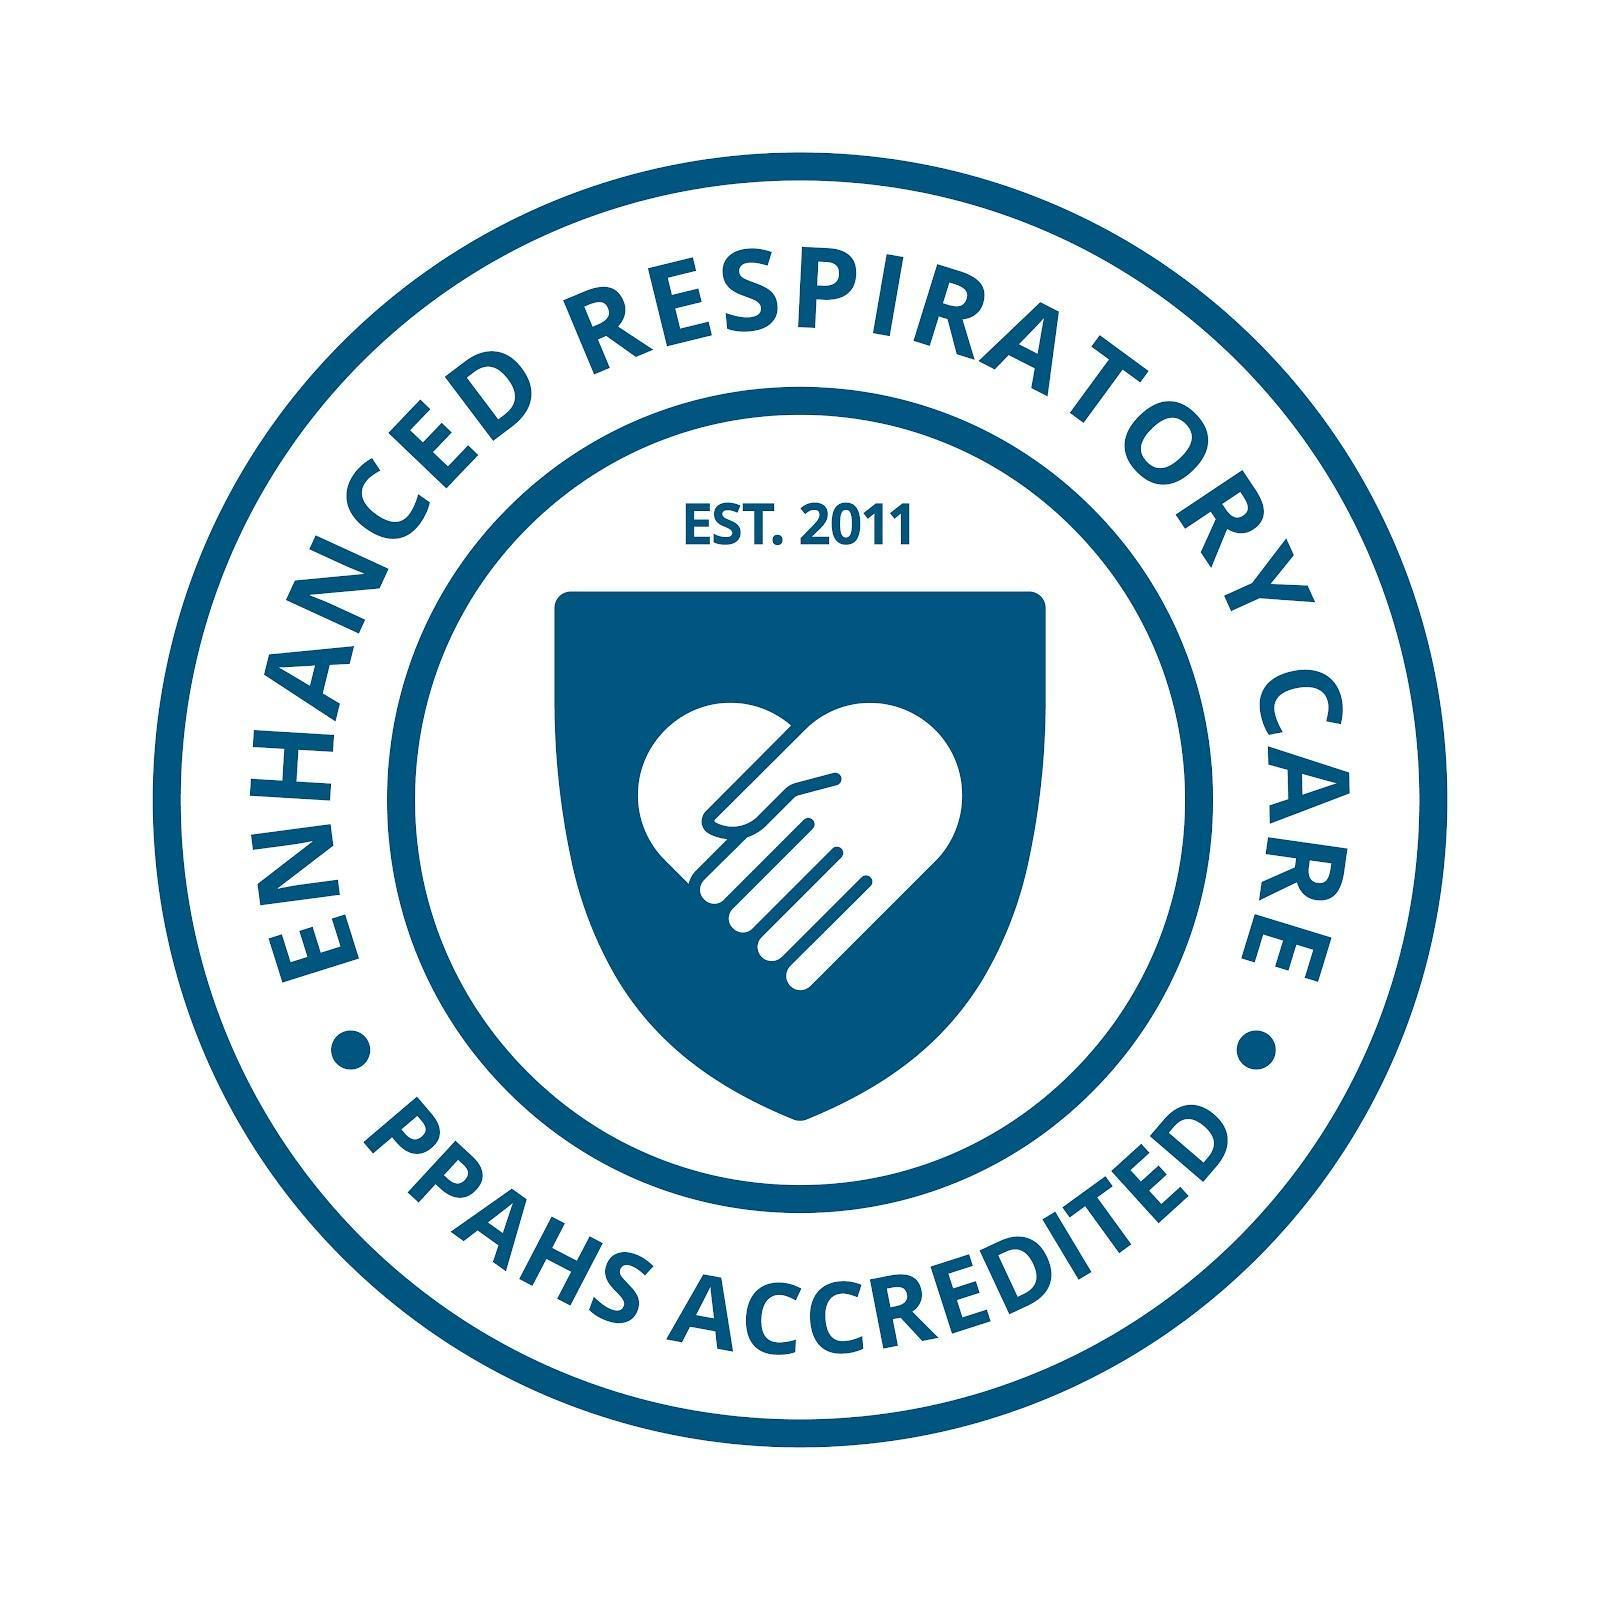 ENHANCED RESPIRATORY CARE
EST. 2011
• PPAHS ACCREDITED •